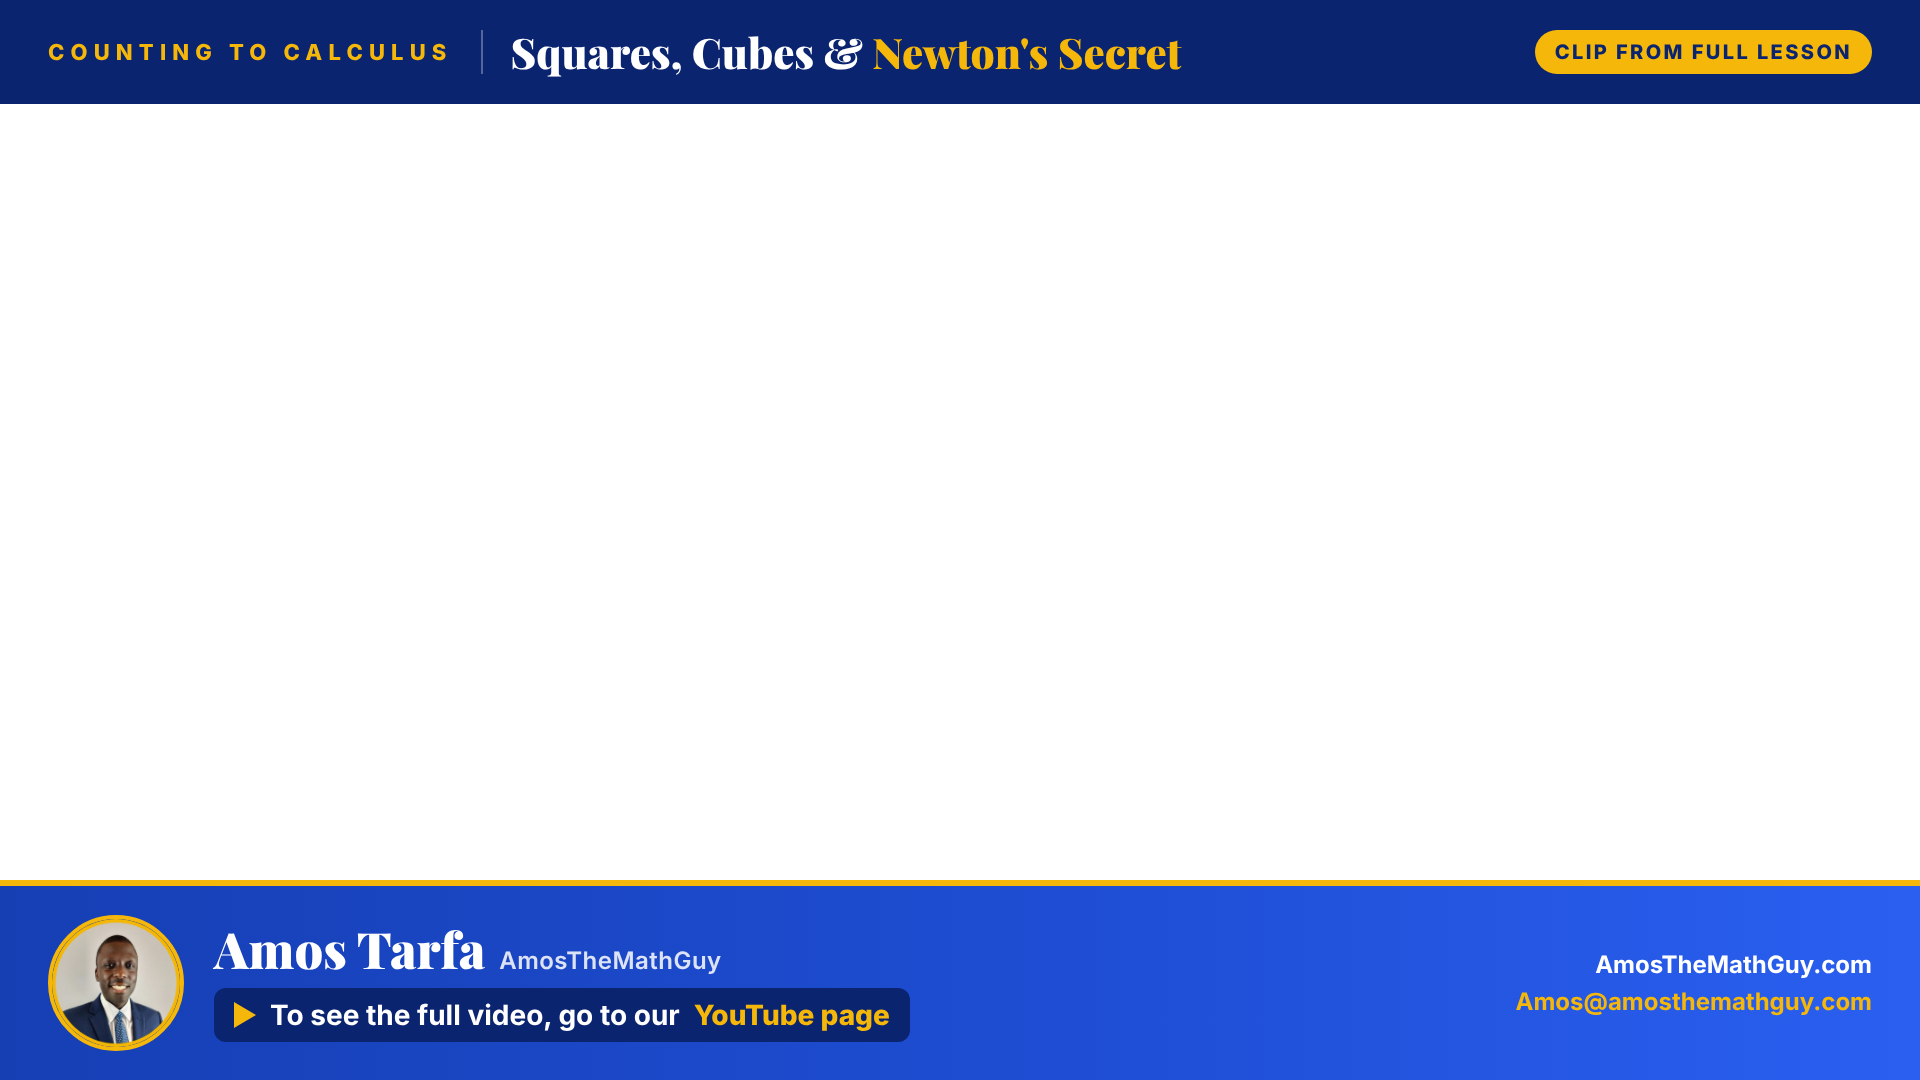 COUNTING TO CALCULUS
Squares, Cubes & Newton's Secret
CLIP FROM FULL LESSON
Amos Tarfa AmosTheMathGuy
To see the full video, go to our YouTube page
AmosTheMathGuy.com
Amos@amosthemathguy.com